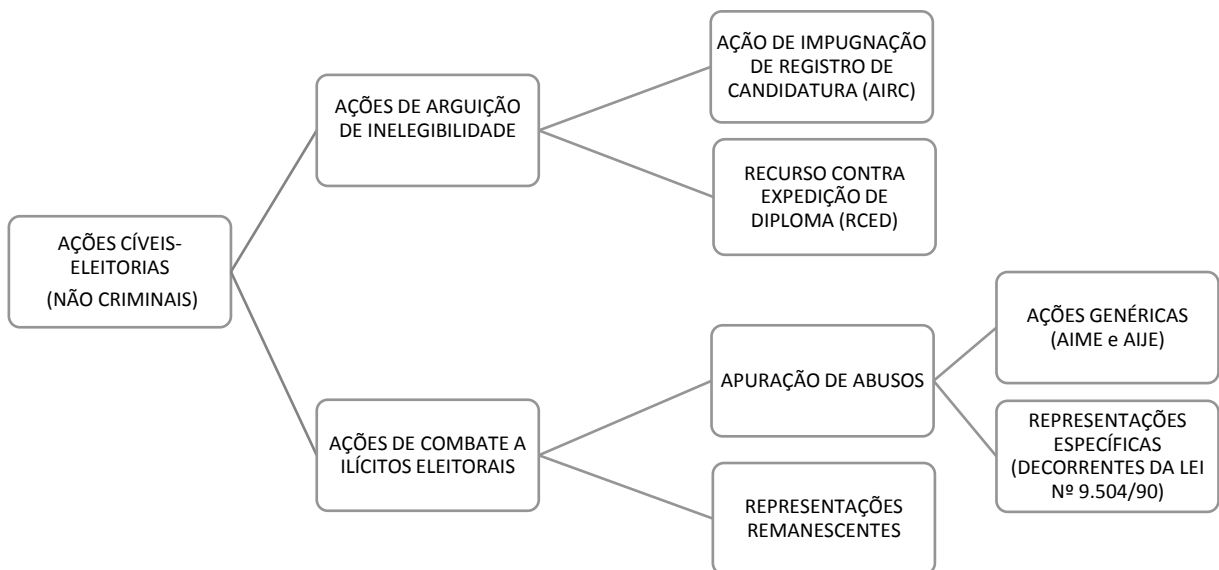 AÇÕES CÍVEIS-
ELEITORIAS
(NÃO CRIMINAIS)
AÇÕES DE ARGUIÇÃO
DE INELEGIBILIDADE
AÇÃO DE IMPUGNAÇÃO
DE REGISTRO DE
CANDIDATURA (AIRC)
RECURSO CONTRA
EXPEDIÇÃO DE
DIPLOMA (RCED)
AÇÕES DE COMBATE A
ILÍCITOS ELEITORAIS
APURAÇÃO DE ABUSOS
AÇÕES GENÉRICAS
(AIME e AIJE)
REPRESENTAÇÕES
ESPECÍFICAS
(DECORRENTES DA LEI
Nº 9.504/90)
REPRESENTAÇÕES
REMANESCENTES